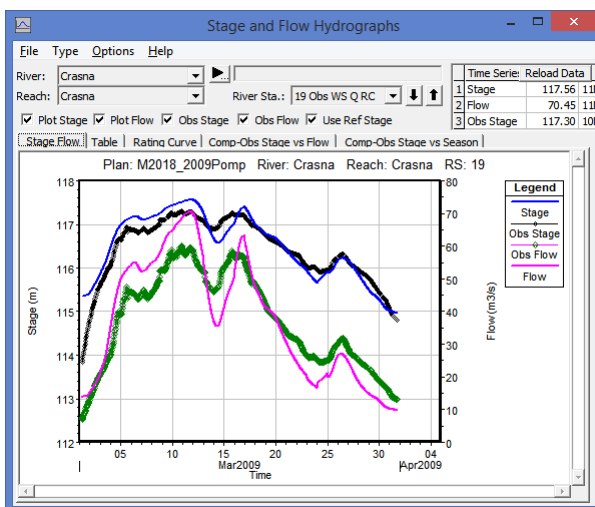 Stage and Flow Hydrographs
File Type Options Help
River: Crasna
Reach: Crasna River Sta.: 19 Obs WS Q RC
Plot Stage Plot Flow Obs Stage Obs Flow Use Ref Stage
Time Series Reload Data
1 Stage 117.56
2 Flow 70.45
3 Obs Stage 117.30
Stage Flow Table Rating Curve Comp-Obs Stage vs Flow Comp-Obs Stage vs Season
Plan: M2018_2009Pomp River: Crasna Reach: Crasna RS: 19
118
117
116
115
114
113
112
Stage (m)
80
70
60
50
40
30
20
10
0
Flow (m3/s)
Legend
Stage
Obs Stage
Obs Flow
Flow
05 10 15 20 25 30 04
Mar2009 Apr2009
Time